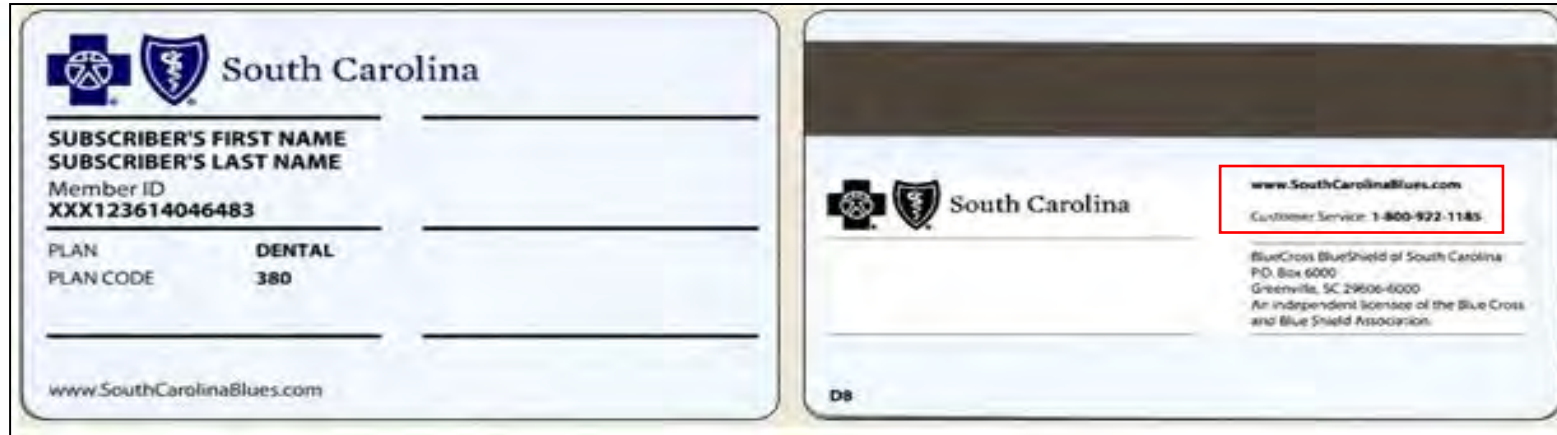 South Carolina
SUBSCRIBER'S FIRST NAME
SUBSCRIBER'S LAST NAME
Member ID
XXX123614046483
PLAN DENTAL
PLAN CODE 380
www.SouthCarolinaBlues.com
South Carolina
www.SouthCarolinaBlues.com
Customer Service: 1-800-922-1185
BlueCross BlueShield of South Carolina
P.O. Box 6000
Greenville, SC 29606-6000
An independent licensee of the Blue Cross
and Blue Shield Association.
D8